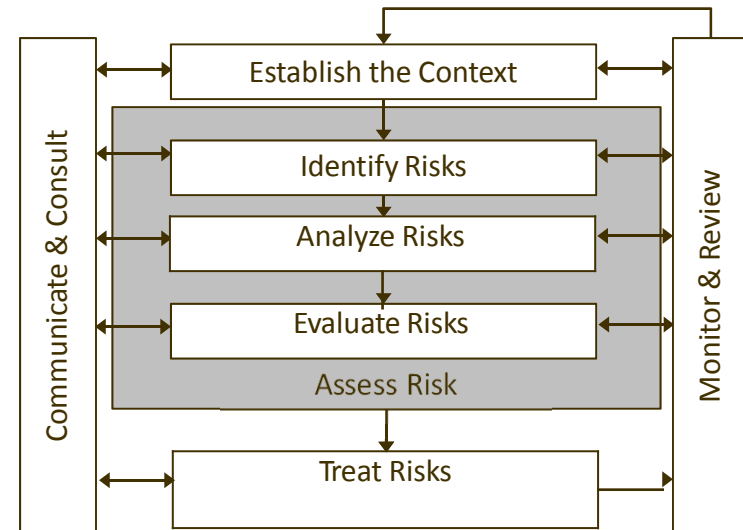 Establish the Context
Identify Risks
Analyze Risks
Evaluate Risks
Assess Risk
Treat Risks
Communicate & Consult
Monitor & Review